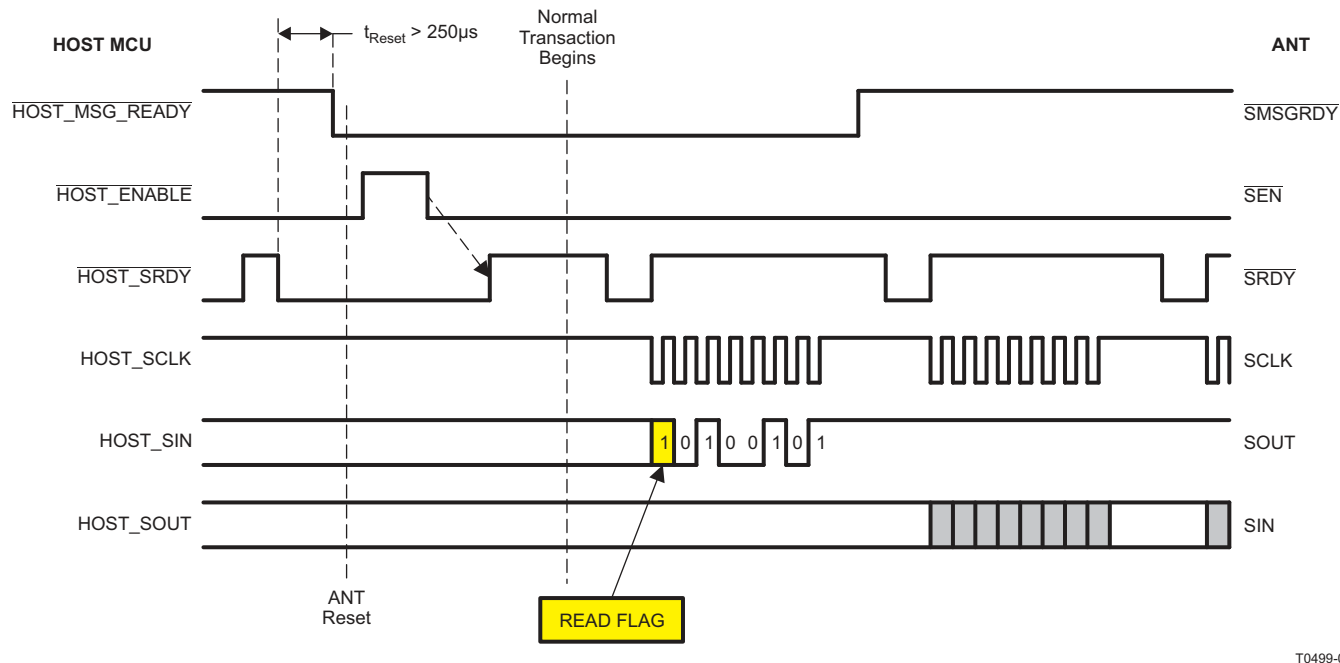 HOST MCU
tReset > 250µs
Normal
Transaction
Begins
ANT
HOST_MSG_READY
SMSGRDY
HOST_ENABLE
SEN
HOST_SRDY
SRDY
HOST_SCLK
SCLK
HOST_SIN
1 0 1 0 0 1 0 1
SOUT
HOST_SOUT
SIN
ANT
Reset
READ FLAG